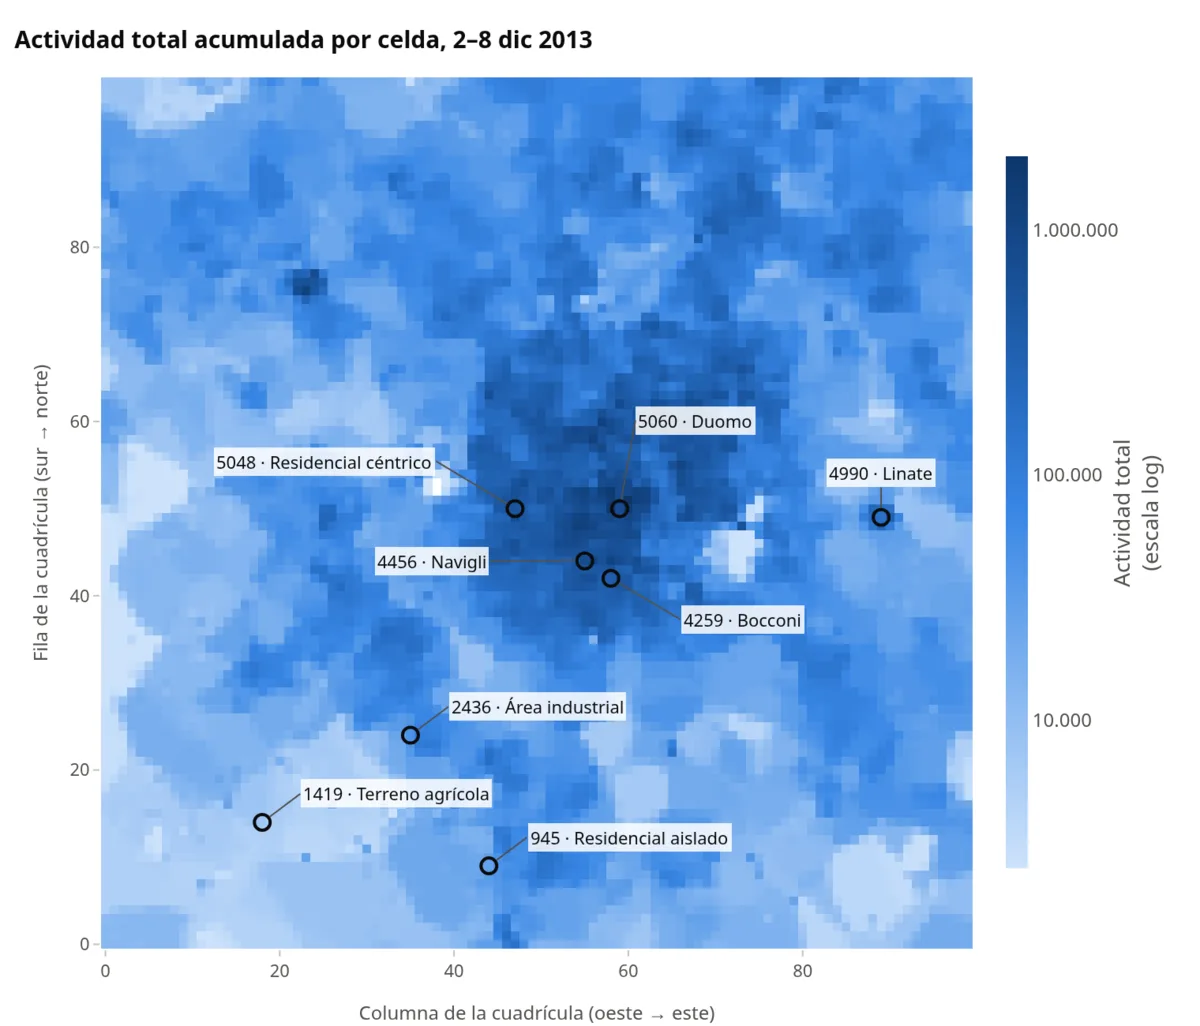 Actividad total acumulada por celda, 2–8 dic 2013
80
60
40
20
0
Fila de la cuadrícula (sur → norte)
5060 · Duomo
5048 · Residencial céntrico
4990 · Linate
4456 · Navigli
4259 · Bocconi
2436 · Área industrial
1419 · Terreno agrícola
945 · Residencial aislado
0
20
40
60
80
Columna de la cuadrícula (oeste → este)
1.000.000
100.000
10.000
Actividad total
(escala log)